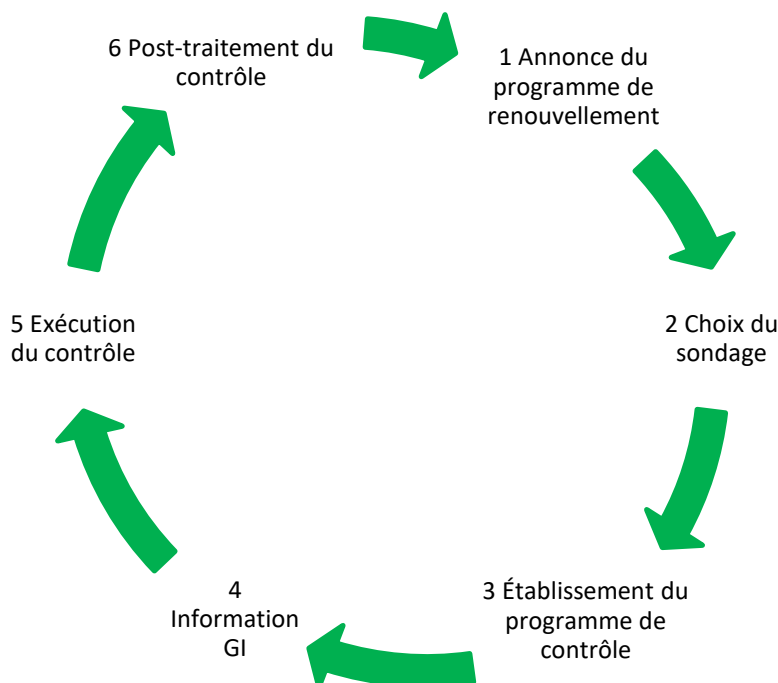 1 Annonce du
programme de
renouvellement
2 Choix du
sondage
3 Établissement du
programme de
contrôle
4
Information
GI
5 Exécution
du contrôle
6 Post-traitement du
contrôle